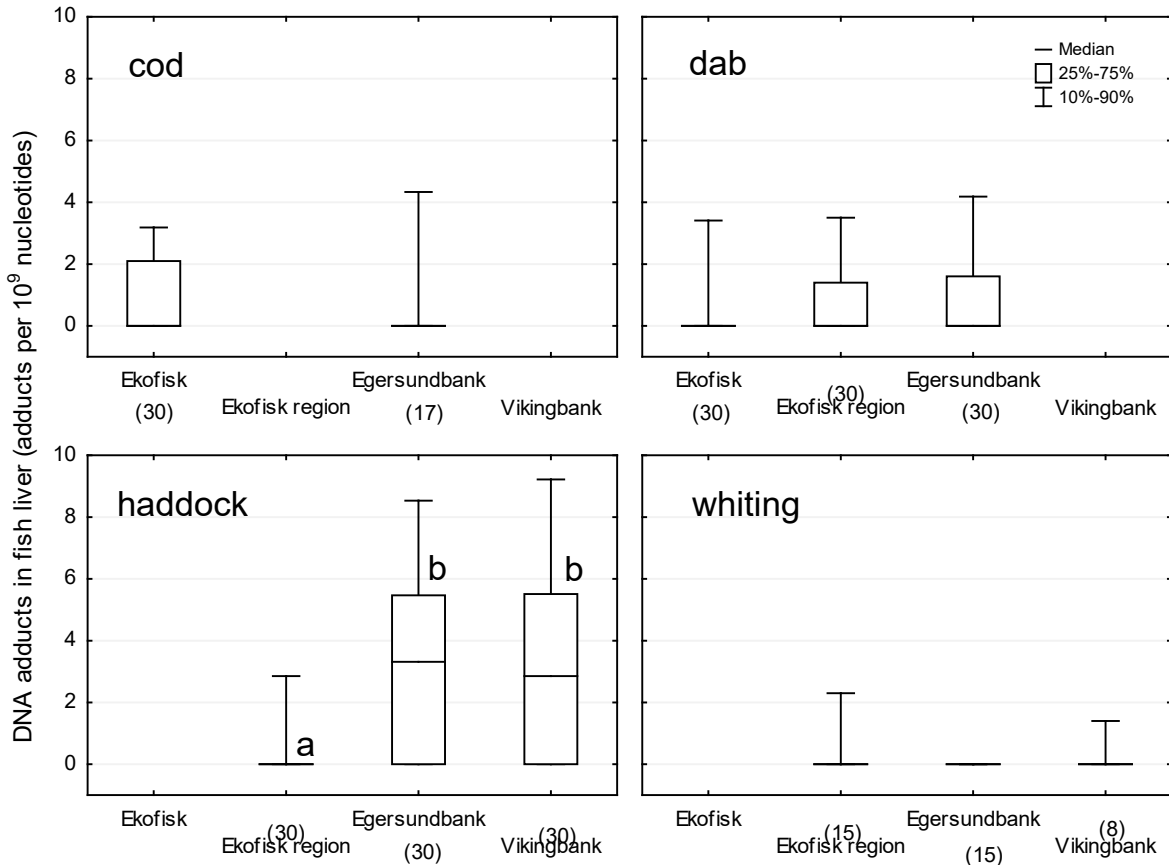 DNA adducts in fish liver (adducts per 10⁹ nucleotides)
10
8
6
4
2
0
cod
Ekofisk
(30)
Ekofisk region
Egersundbank
(17)
Vikingbank
dab
Median
25%-75%
10%-90%
Ekofisk
(30)
(30)
Ekofisk region
Egersundbank
(30)
Vikingbank
10
8
6
4
2
0
haddock
a
b
b
Ekofisk
(30)
Ekofisk region
Egersundbank
(30)
(30)
Vikingbank
whiting
Ekofisk
(15)
Ekofisk region
Egersundbank
(15)
(8)
Vikingbank